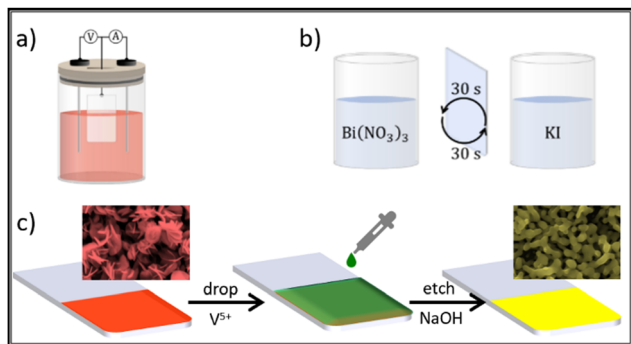 a)
V A
b)
30 s
Bi(NO₃)₃
KI
30 s
c)
drop
V⁵⁺
etch
NaOH